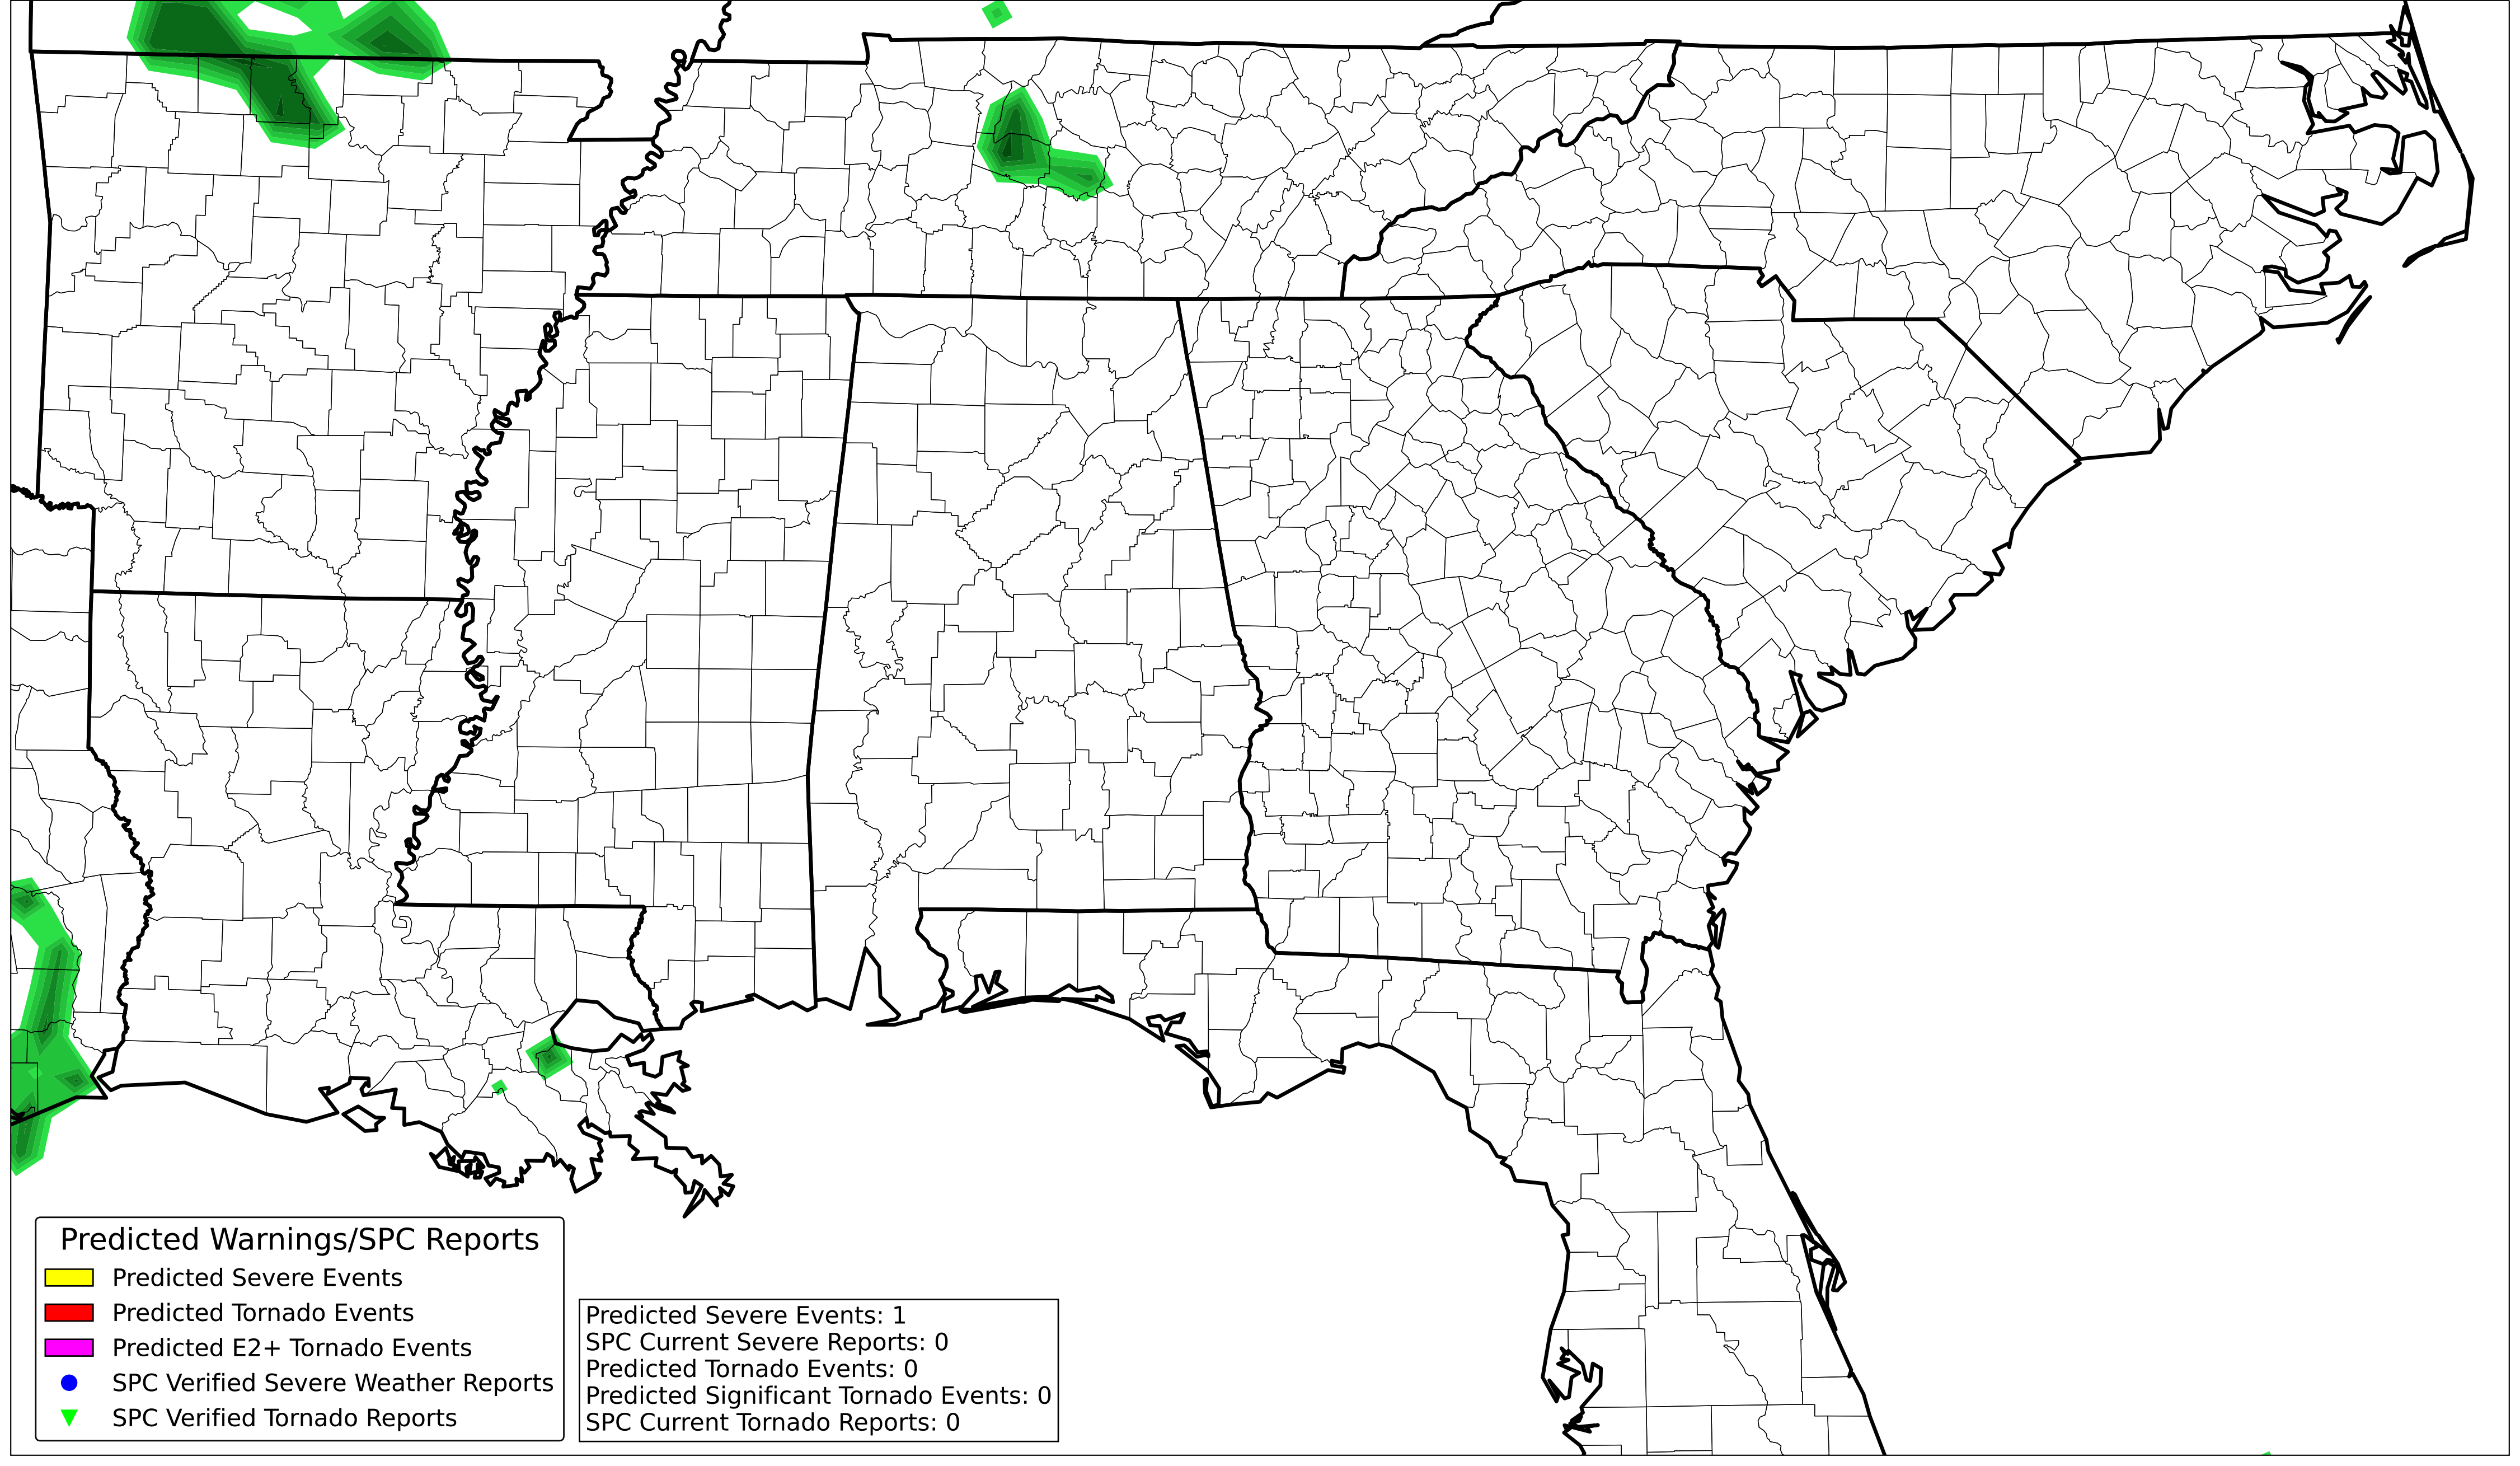 Predicted Warnings/SPC Reports
Predicted Severe Events
Predicted Tornado Events
Predicted E2+ Tornado Events
SPC Verified Severe Weather Reports
SPC Verified Tornado Reports
Predicted Severe Events: 1
SPC Current Severe Reports: 0
Predicted Tornado Events: 0
Predicted Significant Tornado Events: 0
SPC Current Tornado Reports: 0